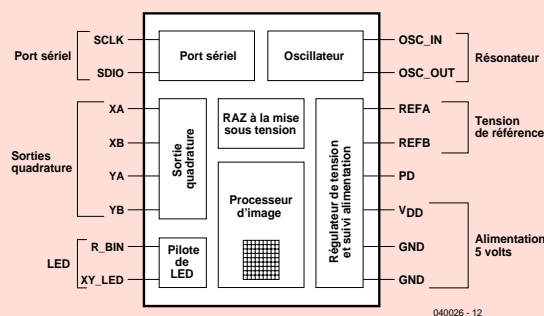 Port sériel
SCLK
SDIO
Sorties
quadrature
XA
XB
YA
YB
LED
R_BIN
XY_LED
Port sériel
Oscillateur
Sortie
quadrature
RAZ à la mise
sous tension
Processeur
d'image
Pilote
de
LED
Régulateur de tension
et suivi alimentation
OSC_IN
OSC_OUT
Résonateur
REFA
REFB
Tension
de référence
PD
VDD
GND
GND
Alimentation
5 volts
040026 - 12